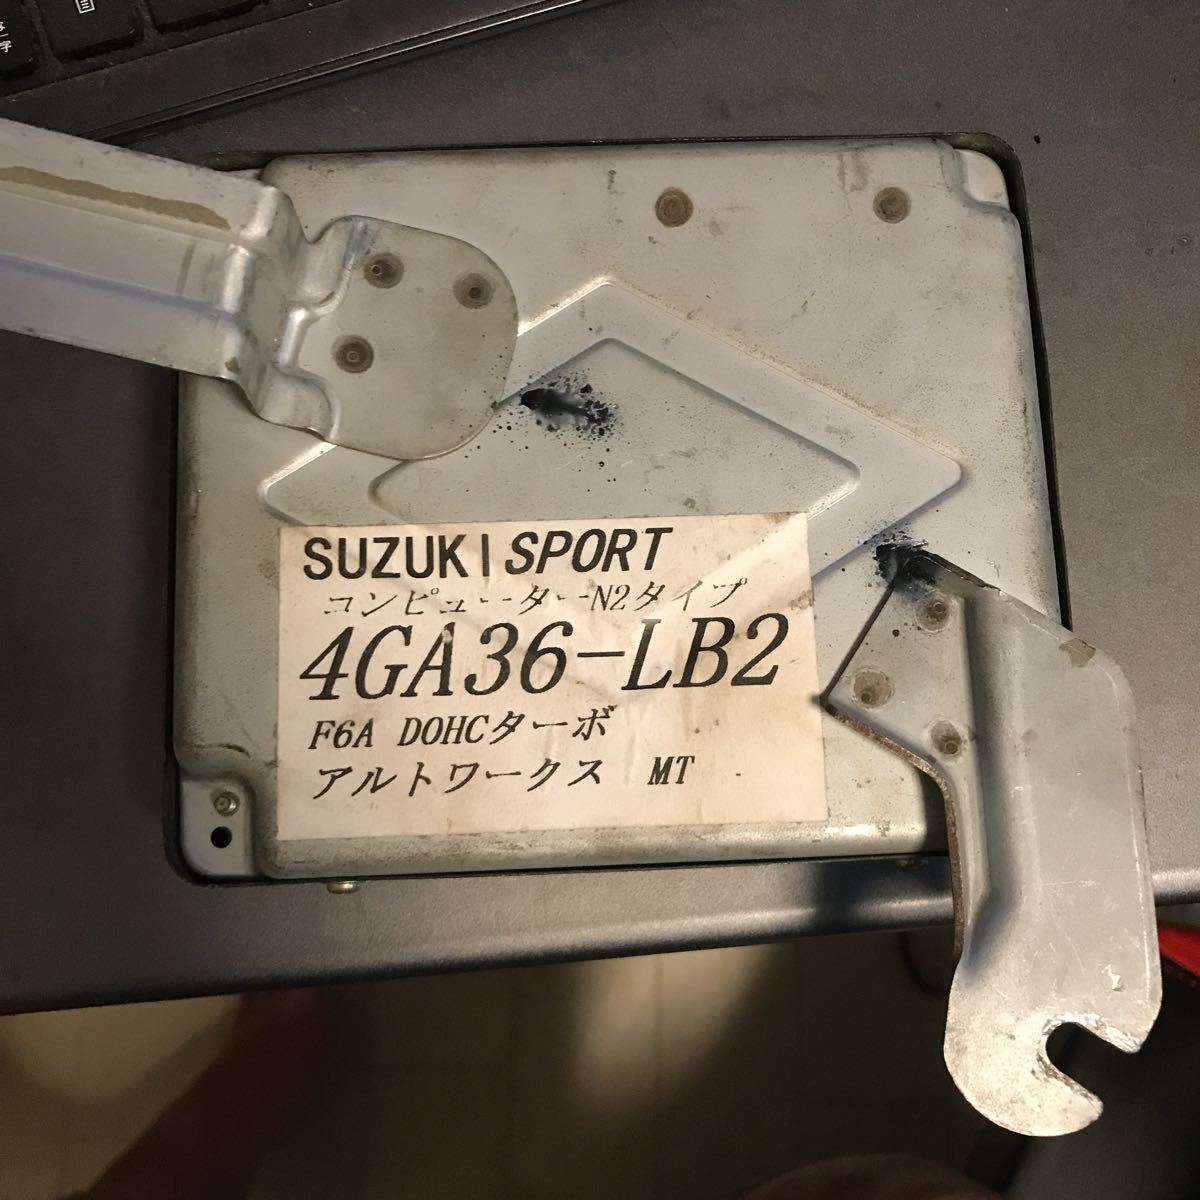 SUZUKI SPORT
コンピューターN2タイプ
4GA36-LB2
F6A DOHCターボ
アルトワークス MT